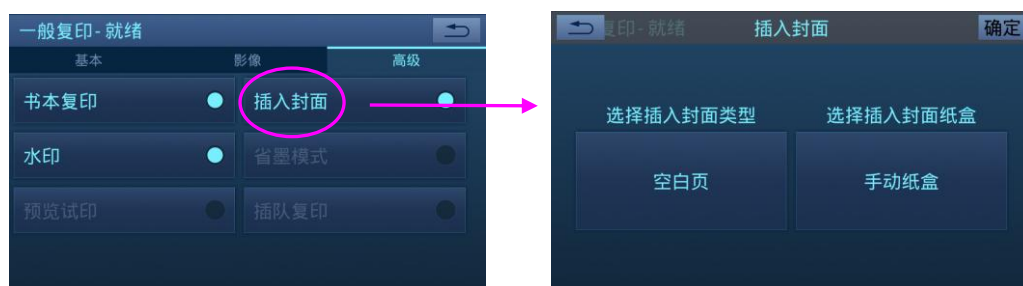 一般复印-就绪
基本 影像 高级
书本复印 插入封面
水印 省墨模式
预览试印 插队复印
复印-就绪 插入封面 确定
选择插入封面类型 选择插入封面纸盒
空白页 手动纸盒